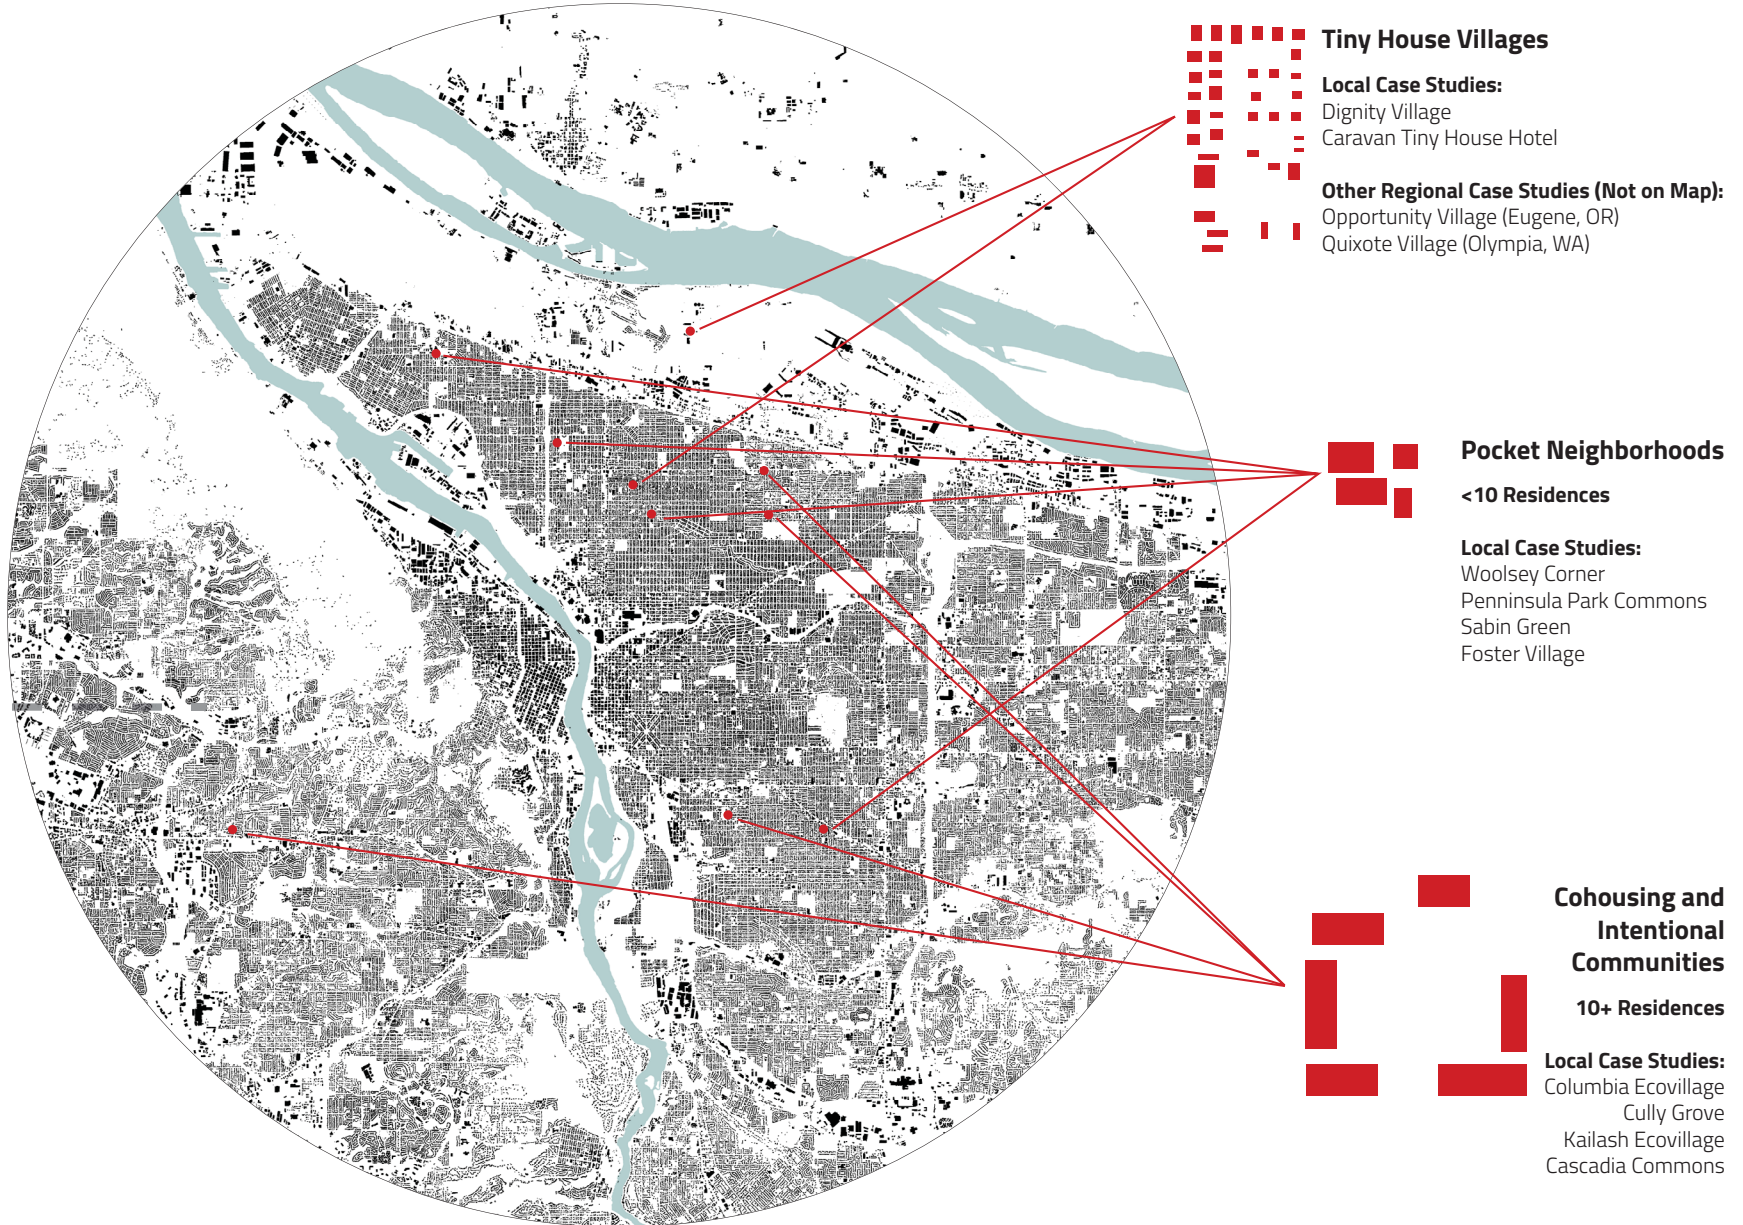 Tiny House Villages
Local Case Studies:
Dignity Village
Caravan Tiny House Hotel
Other Regional Case Studies (Not on Map):
Opportunity Village (Eugene, OR)
Quixote Village (Olympia, WA)
Pocket Neighborhoods
<10 Residences
Local Case Studies:
Woolsey Corner
Penninsula Park Commons
Sabin Green
Foster Village
Cohousing and
Intentional
Communities
10+ Residences
Local Case Studies:
Columbia Ecovillage
Cully Grove
Kailash Ecovillage
Cascadia Commons